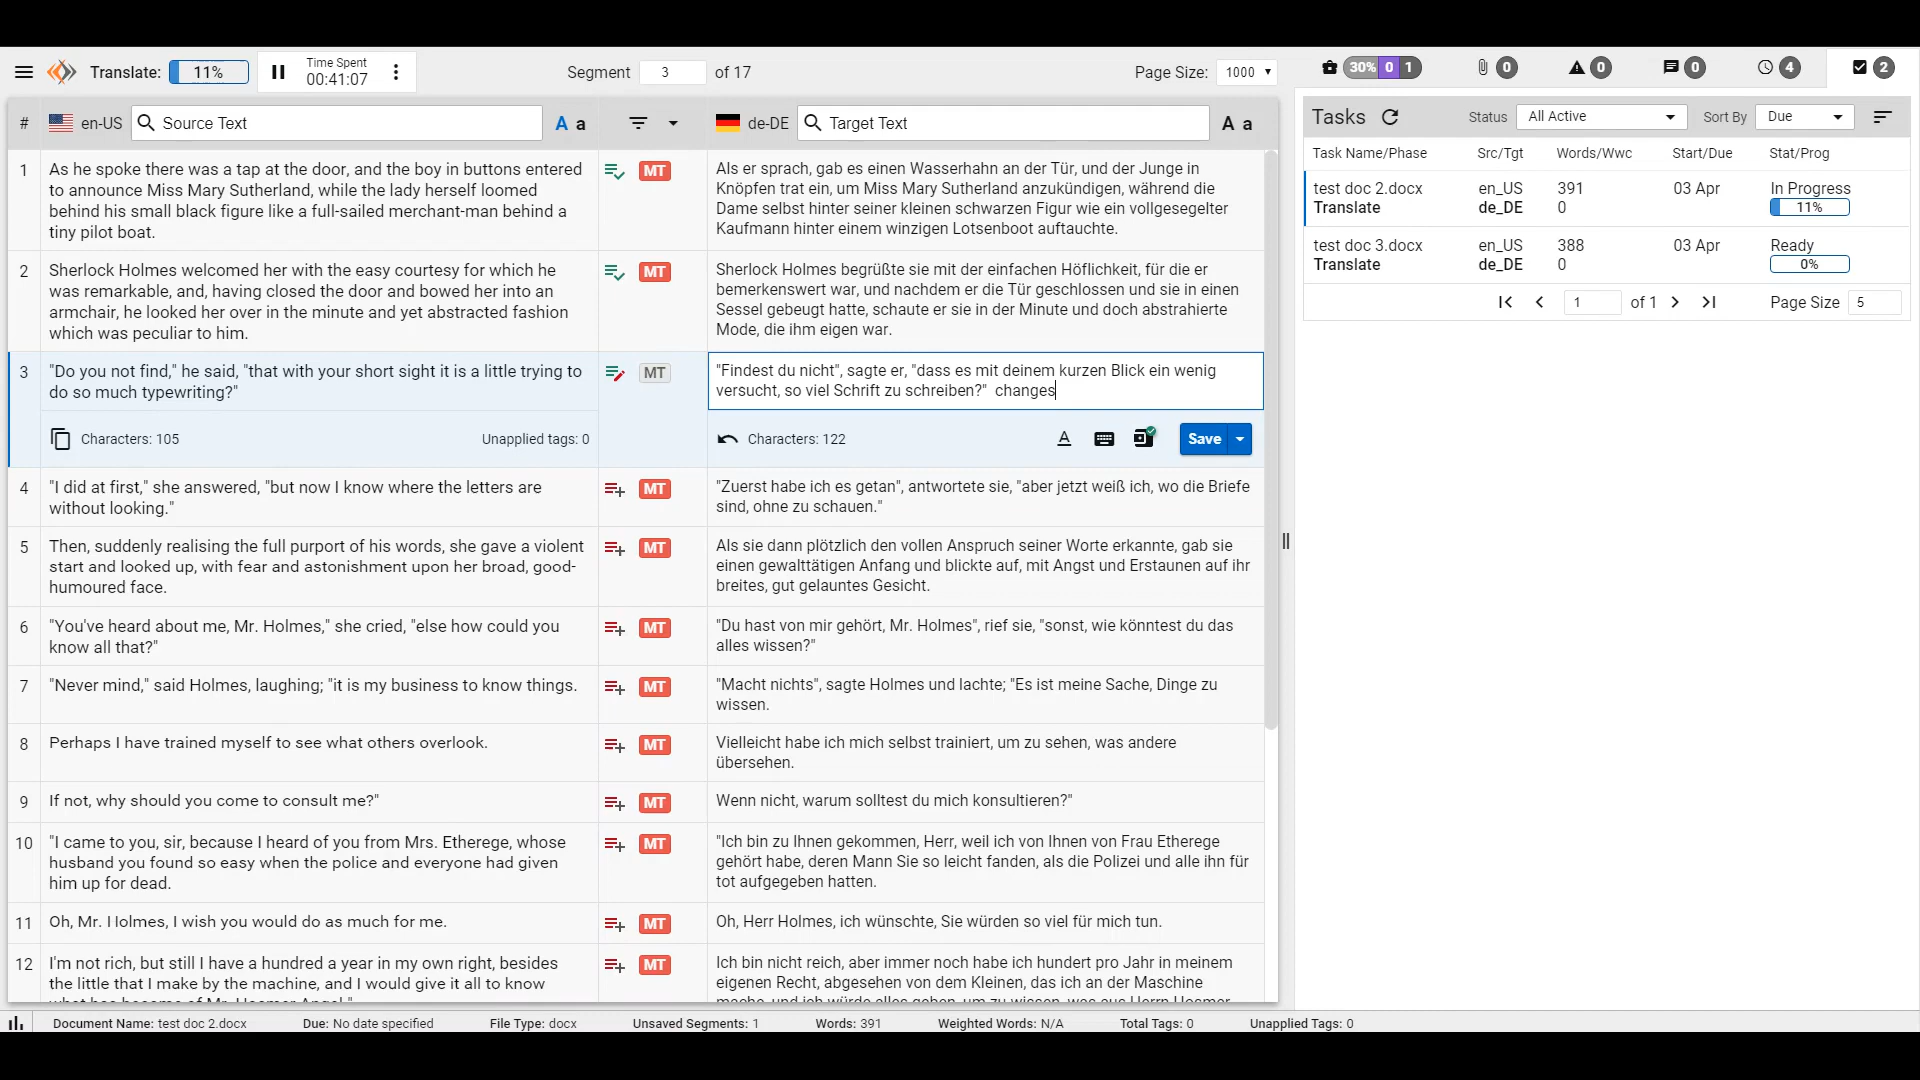 Translate: 11% Time Spent 00:41:07 Segment 3 of 17 Page Size: 1000 30% 0 1 0 0 0 4 2
# en-US Source Text A a de-DE Target Text A a
1 As he spoke there was a tap at the door, and the boy in buttons entered
to announce Miss Mary Sutherland, while the lady herself loomed
behind his small black figure like a full-sailed merchant-man behind a
tiny pilot boat.
MT
Als er sprach, gab es einen Wasserhahn an der Tür, und der Junge in
Knöpfen trat ein, um Miss Mary Sutherland anzukündigen, während die
Dame selbst hinter seiner kleinen schwarzen Figur wie ein vollgesegelter
Kaufmann hinter einem winzigen Lotsenboot auftauchte.
2 Sherlock Holmes welcomed her with the easy courtesy for which he
was remarkable, and, having closed the door and bowed her into an
armchair, he looked her over in the minute and yet abstracted fashion
which was peculiar to him.
MT
Sherlock Holmes begrüßte sie mit der einfachen Höflichkeit, für die er
bemerkenswert war, und nachdem er die Tür geschlossen und sie in einen
Sessel gebeugt hatte, schaute er sie in der Minute und doch abstrahierte
Mode, die ihm eigen war.
3 "Do you not find," he said, "that with your short sight it is a little trying to
do so much typewriting?"
MT
"Findest du nicht", sagte er, "dass es mit deinem kurzen Blick ein wenig
versucht, so viel Schrift zu schreiben?"  changes
Characters: 105 Unapplied tags: 0 Characters: 122 A Save
4 "I did at first," she answered, "but now I know where the letters are
without looking."
MT
"Zuerst habe ich es getan", antwortete sie, "aber jetzt weiß ich, wo die Briefe
sind, ohne zu schauen."
5 Then, suddenly realising the full purport of his words, she gave a violent
start and looked up, with fear and astonishment upon her broad, good-
humoured face.
MT
Als sie dann plötzlich den vollen Anspruch seiner Worte erkannte, gab sie
einen gewalttätigen Anfang und blickte auf, mit Angst und Erstaunen auf ihr
breites, gut gelauntes Gesicht.
6 "You've heard about me, Mr. Holmes," she cried, "else how could you
know all that?"
MT
"Du hast von mir gehört, Mr. Holmes", rief sie, "sonst, wie könntest du das
alles wissen?"
7 "Never mind," said Holmes, laughing; "it is my business to know things.
MT
"Macht nichts", sagte Holmes und lachte; "Es ist meine Sache, Dinge zu
wissen.
8 Perhaps I have trained myself to see what others overlook.
MT
Vielleicht habe ich mich selbst trainiert, um zu sehen, was andere
übersehen.
9 If not, why should you come to consult me?"
MT
Wenn nicht, warum solltest du mich konsultieren?"
10 "I came to you, sir, because I heard of you from Mrs. Etherege, whose
husband you found so easy when the police and everyone had given
him up for dead.
MT
"Ich bin zu Ihnen gekommen, Herr, weil ich von Ihnen von Frau Etherege
gehört habe, deren Mann Sie so leicht fanden, als die Polizei und alle ihn für
tot aufgegeben hatten.
11 Oh, Mr. Holmes, I wish you would do as much for me.
MT
Oh, Herr Holmes, ich wünschte, Sie würden so viel für mich tun.
12 I'm not rich, but still I have a hundred a year in my own right, besides
the little that I make by the machine, and I would give it all to know
what has become of Mr. Hosmer Angel."
MT
Ich bin nicht reich, aber immer noch habe ich hundert pro Jahr in meinem
eigenen Recht, abgesehen von dem Kleinen, das ich an der Maschine
mache, und ich würde alles geben, um zu wissen, was aus Herrn Hosmer
Tasks Status All Active Sort By Due
Task Name/Phase Src/Tgt Words/Wwc Start/Due Stat/Prog
test doc 2.docx en_US 391 03 Apr In Progress
Translate de_DE 0 11%
test doc 3.docx en_US 388 03 Apr Ready
Translate de_DE 0 0%
1 of 1 Page Size 5
Document Name: test doc 2.docx Due: No date specified File Type: docx Unsaved Segments: 1 Words: 391 Weighted Words: N/A Total Tags: 0 Unapplied Tags: 0